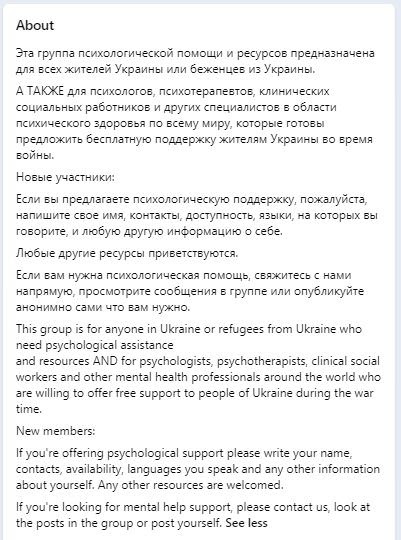 About
Эта группа психологической помощи и ресурсов предназначена
для всех жителей Украины или беженцев из Украины.
А ТАКЖЕ для психологов, психотерапевтов, клинических
социальных работников и других специалистов в области
психического здоровья по всему миру, которые готовы
предложить бесплатную поддержку жителям Украины во время
войны.
Новые участники:
Если вы предлагаете психологическую поддержку, пожалуйста,
напишите свое имя, контакты, доступность, языки, на которых вы
говорите, и любую другую информацию о себе.
Любые другие ресурсы приветствуются.
Если вам нужна психологическая помощь, свяжитесь с нами
напрямую, просмотрите сообщения в группе или опубликуйте
анонимно сами что вам нужно.
This group is for anyone in Ukraine or refugees from Ukraine who
need psychological assistance
and resources AND for psychologists, psychotherapists, clinical social
workers and other mental health professionals around the world who
are willing to offer free support to people of Ukraine during the war
time.
New members:
If you're offering psychological support please write your name,
contacts, availability, languages you speak and any other information
about yourself. Any other resources are welcomed.
If you're looking for mental help support, please contact us, look at
the posts in the group or post yourself. See less